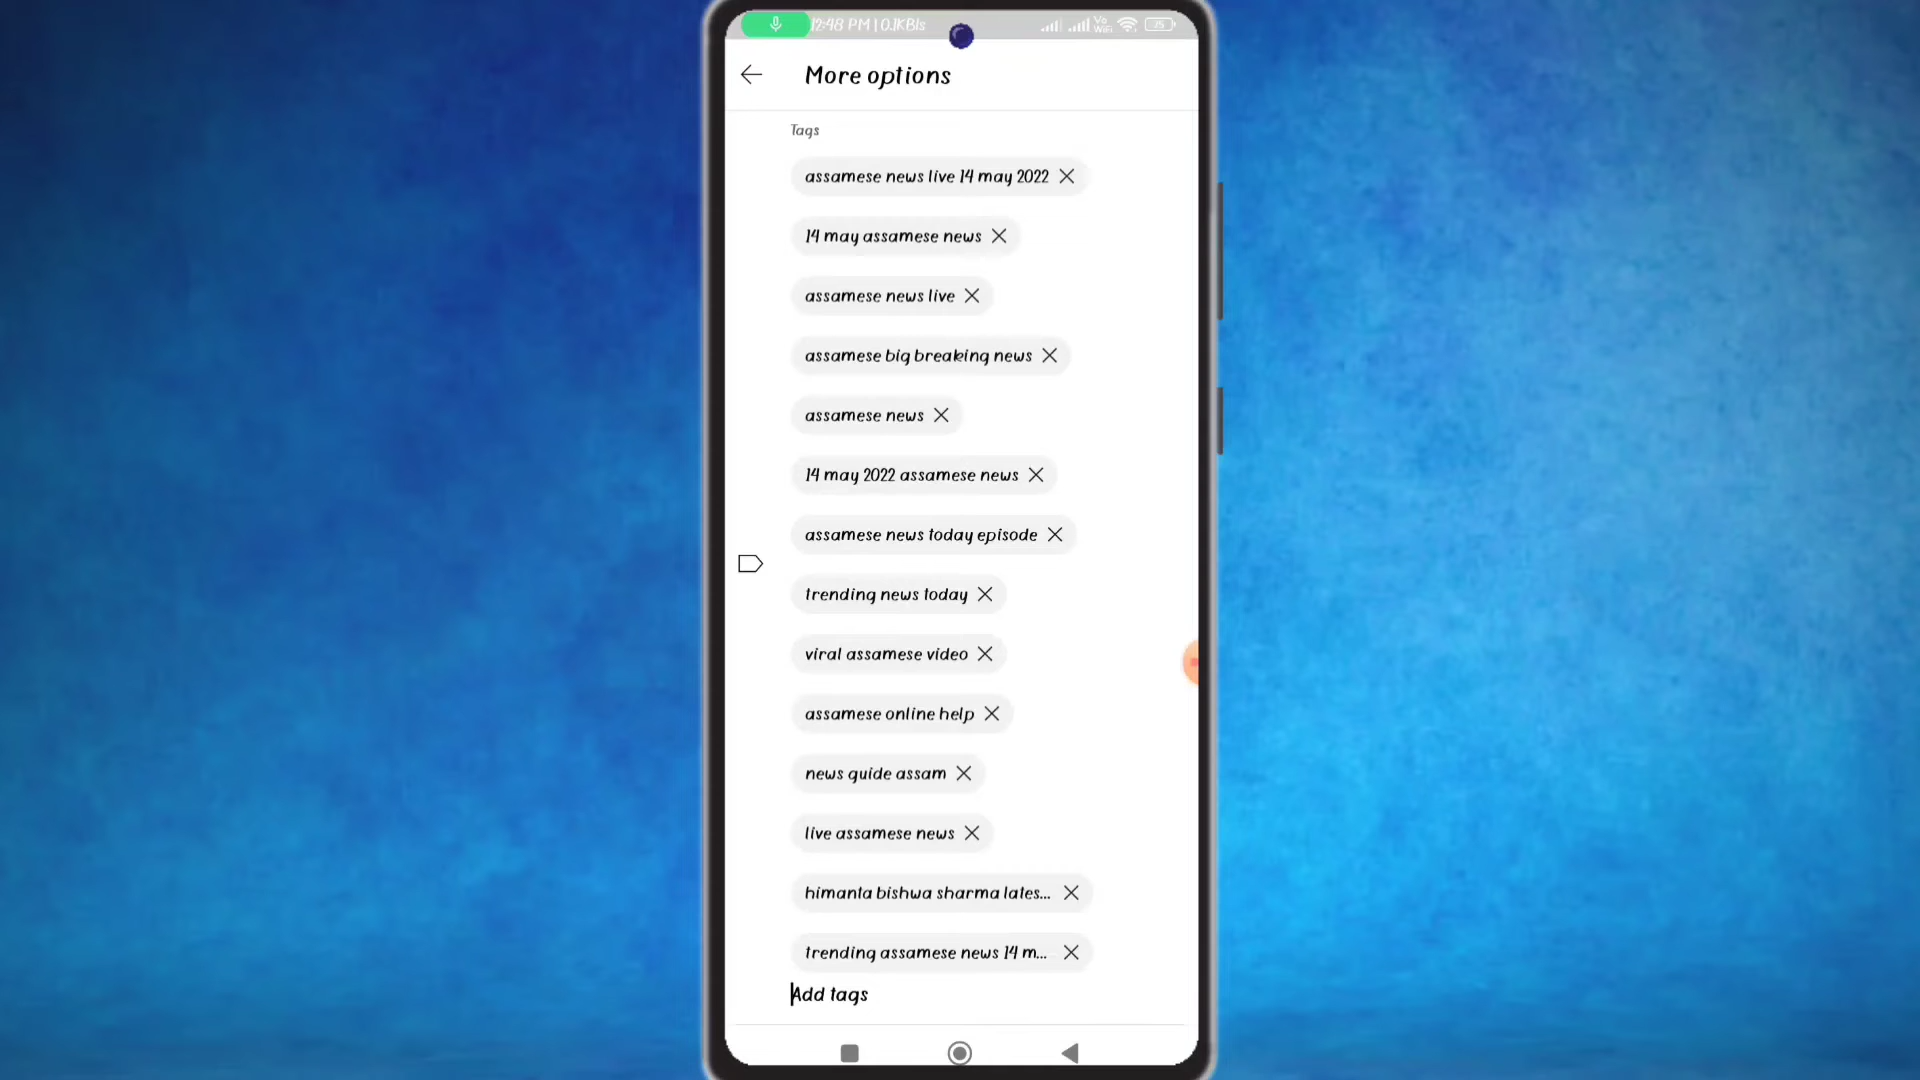 12:48 PM | 0.1KB/s
Vo
WiFi
25
More options
Tags
assamese news live 14 may 2022
14 may assamese news
assamese news live
assamese big breaking news
assamese news
14 may 2022 assamese news
assamese news today episode
trending news today
viral assamese video
assamese online help
news guide assam
live assamese news
himanta bishwa sharma lates...
trending assamese news 14 m...
Add tags